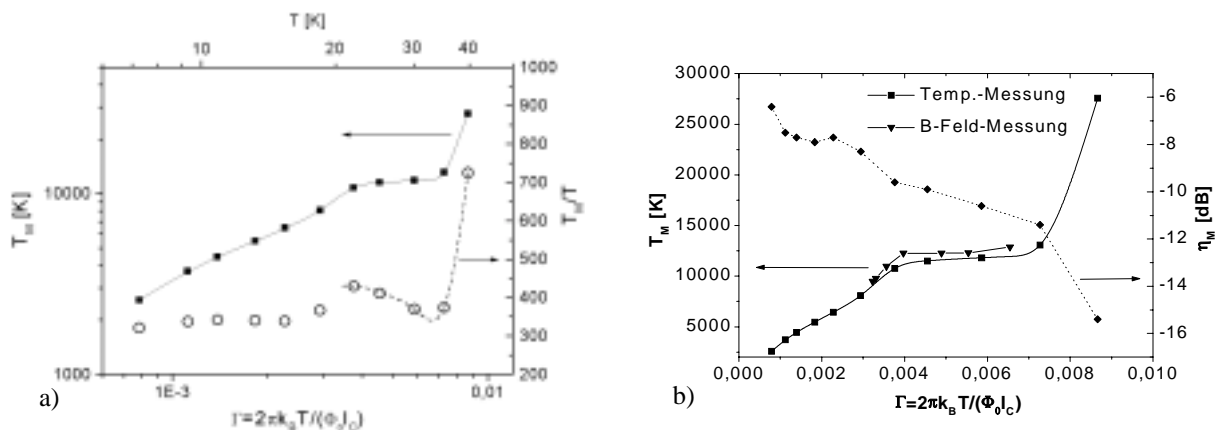 T [K]
10 20 30 40
1000
900
800
700
600
500
400
300
200
T_M/T
10000
1000
T_M [K]
1E-3 0,01
Γ=2πk_BT/(Φ_0I_C)
a)
30000
25000
20000
15000
10000
5000
T_M [K]
Temp.-Messung
B-Feld-Messung
-6
-8
-10
-12
-14
-16
η_M [dB]
0,000 0,002 0,004 0,006 0,008 0,010
Γ=2πk_BT/(Φ_0I_C)
b)